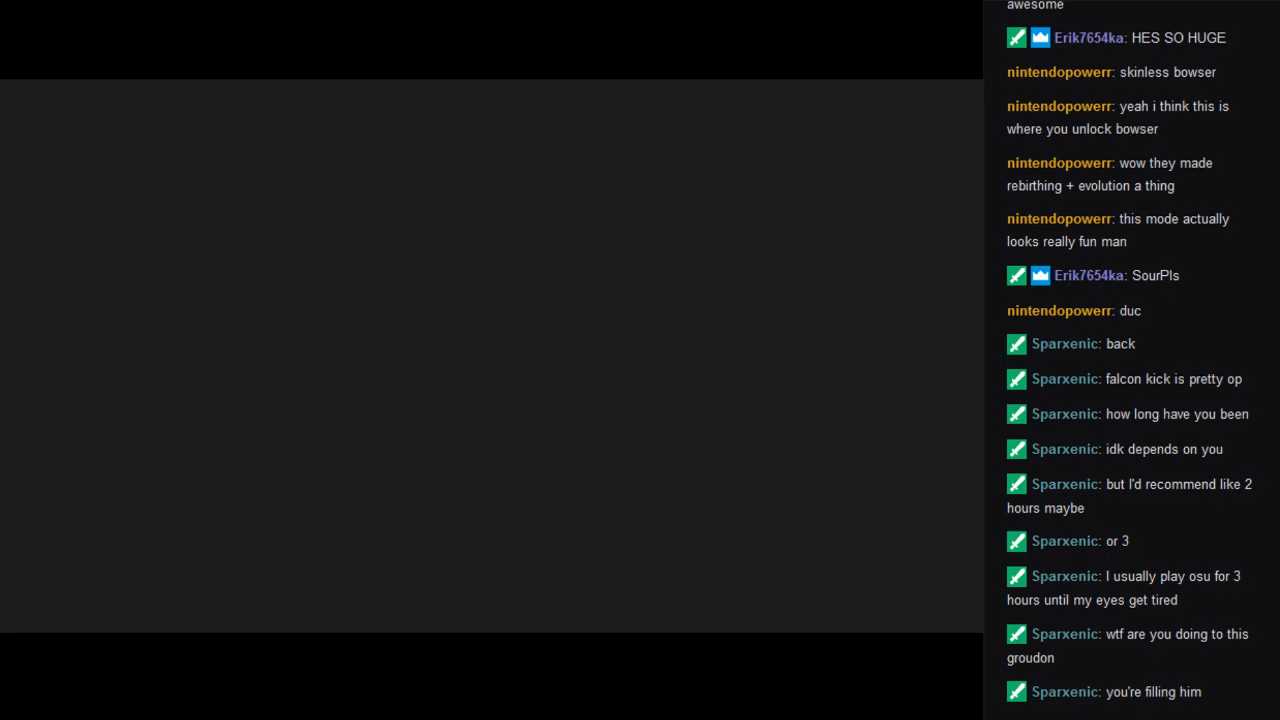 awesome
Erik7654ka: HES SO HUGE
nintendopowerr: skinless bowser
nintendopowerr: yeah i think this is
where you unlock bowser
nintendopowerr: wow they made
rebirthing + evolution a thing
nintendopowerr: this mode actually
looks really fun man
Erik7654ka: SourPls
nintendopowerr: duc
Sparxenic: back
Sparxenic: falcon kick is pretty op
Sparxenic: how long have you been
Sparxenic: idk depends on you
Sparxenic: but I'd recommend like 2
hours maybe
Sparxenic: or 3
Sparxenic: I usually play osu for 3
hours until my eyes get tired
Sparxenic: wtf are you doing to this
groudon
Sparxenic: you're filling him